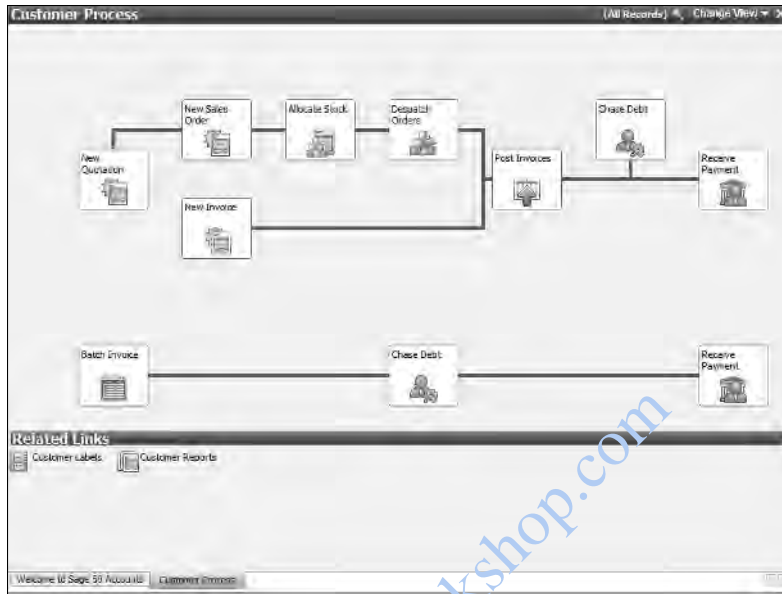 Customer Process
(All Records) Change View
New Sales
Order
Allocate Stock
Despatch
Orders
Chase Debt
New
Quotation
Post Invoices
Receive
Payment
New Invoice
Batch Invoice
Chase Debt
Receive
Payment
Related Links
Customer Labels Customer Reports
Welcome to Sage 50 Accounts Customer Process
kshop.com